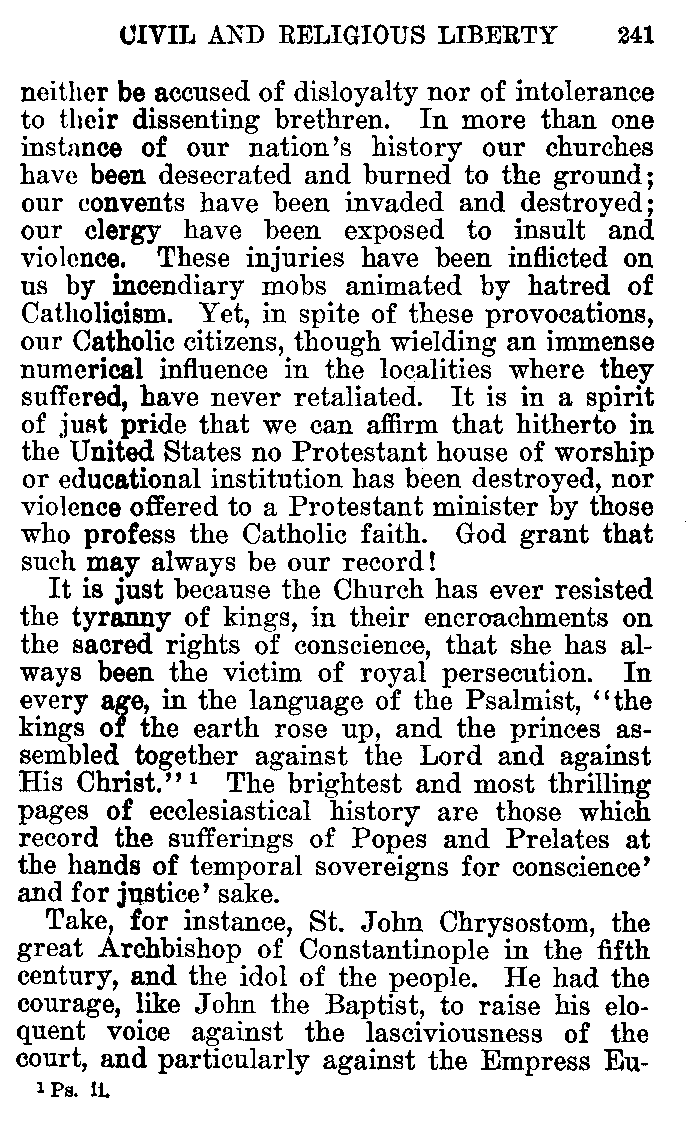 CIVIL AND RELIGIOUS LIBERTY 241
neither be accused of disloyalty nor of intolerance
to their dissenting brethren. In more than one
instance of our nation's history our churches
have been desecrated and burned to the ground;
our convents have been invaded and destroyed;
our clergy have been exposed to insult and
violence. These injuries have been inflicted on
us by incendiary mobs animated by hatred of
Catholicism. Yet, in spite of these provocations,
our Catholic citizens, though wielding an immense
numerical influence in the localities where they
suffered, have never retaliated. It is in a spirit
of just pride that we can affirm that hitherto in
the United States no Protestant house of worship
or educational institution has been destroyed, nor
violence offered to a Protestant minister by those
who profess the Catholic faith. God grant that
such may always be our record!
It is just because the Church has ever resisted
the tyranny of kings, in their encroachments on
the sacred rights of conscience, that she has al-
ways been the victim of royal persecution. In
every age, in the language of the Psalmist, "the
kings of the earth rose up, and the princes as-
sembled together against the Lord and against
His Christ." 1 The brightest and most thrilling
pages of ecclesiastical history are those which
record the sufferings of Popes and Prelates at
the hands of temporal sovereigns for conscience'
and for justice' sake.
Take, for instance, St. John Chrysostom, the
great Archbishop of Constantinople in the fifth
century, and the idol of the people. He had the
courage, like John the Baptist, to raise his elo-
quent voice against the lasciviousness of the
court, and particularly against the Empress Eu-
1 Ps. ii.